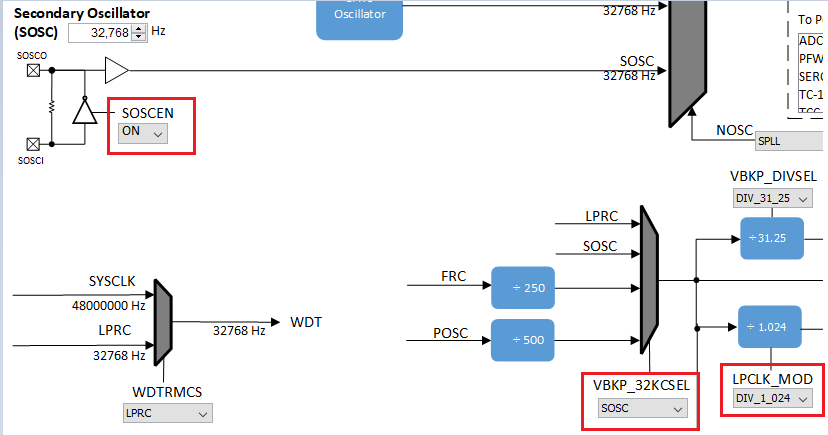 Secondary Oscillator
(SOSC) 32,768 Hz
Oscillator
32768 Hz
To P
ADC
PFW
SERC
TC-1
SOSCO
SOSC
32768 Hz
SOSCEN
ON
SOSCI
NOSC
SPLL
VBKP_DIVSEL
DIV_31_25
÷31.25
LPRC
SOSC
FRC
÷ 250
SYSCLK
48000000 Hz
LPRC
32768 Hz
32768 Hz
WDT
POSC
÷ 500
÷ 1.024
WDTRMCS
LPRC
VBKP_32KCSEL
SOSC
LPCLK_MOD
DIV_1_024